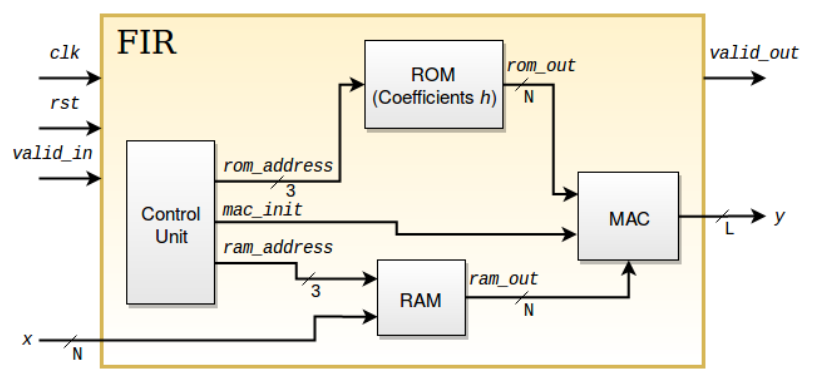 FIR
clk
rst
valid_in
x
N
Control
Unit
rom_address
3
mac_init
ram_address
3
ROM
(Coefficients h)
rom_out
N
RAM
ram_out
N
MAC
valid_out
L
y